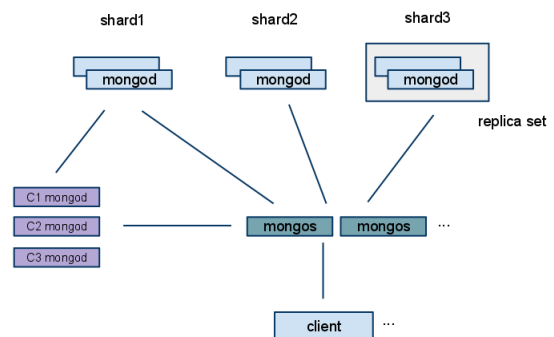 shard1
shard2
shard3
mongod
mongod
mongod
replica set
C1 mongod
C2 mongod
C3 mongod
mongos
mongos
...
client
...